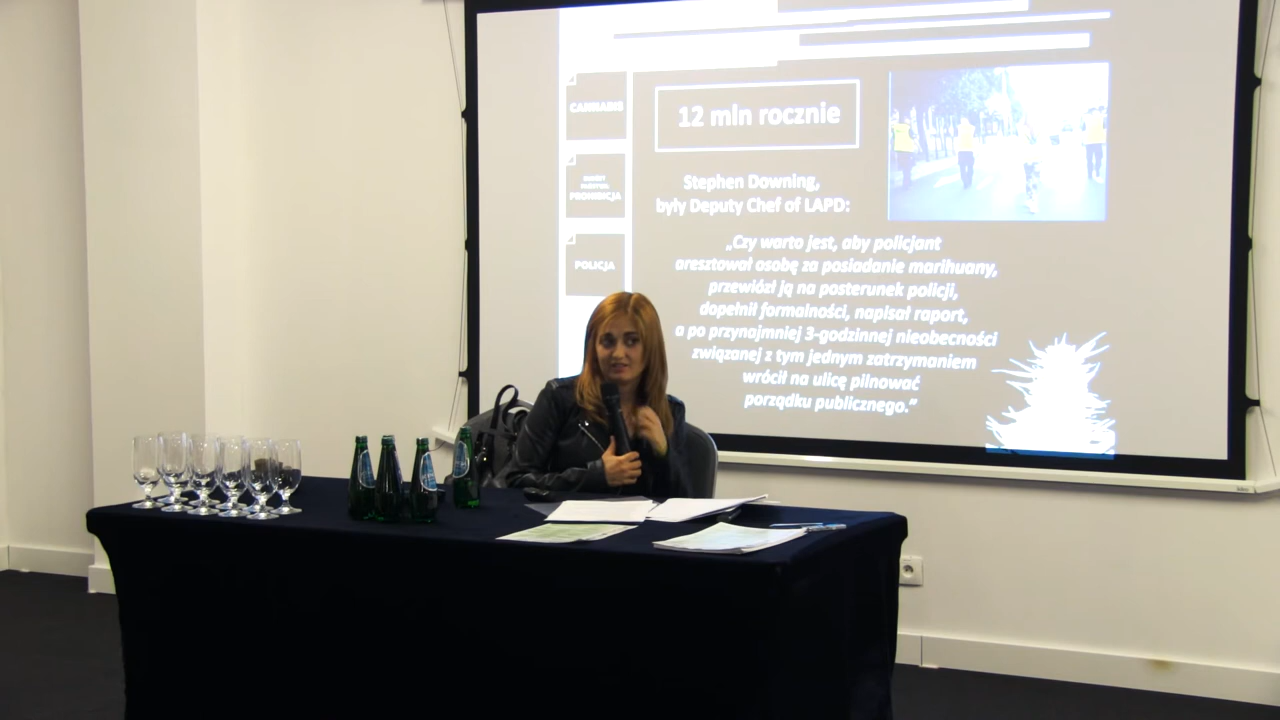 CANNABIS
12 mln rocznie
PROHIBICJA
Stephen Downing,
były Deputy Chef of LAPD:
POLICJA
„Czy warto jest, aby policjant
aresztował osobę za posiadanie marihuany,
przewiózł ją na posterunek policji,
dopełnił formalności, napisał raport,
a po przynajmniej 3-godzinnej nieobecności
związanej z tym jednym zatrzymaniem
wrócił na ulicę pilnować
porządku publicznego.”